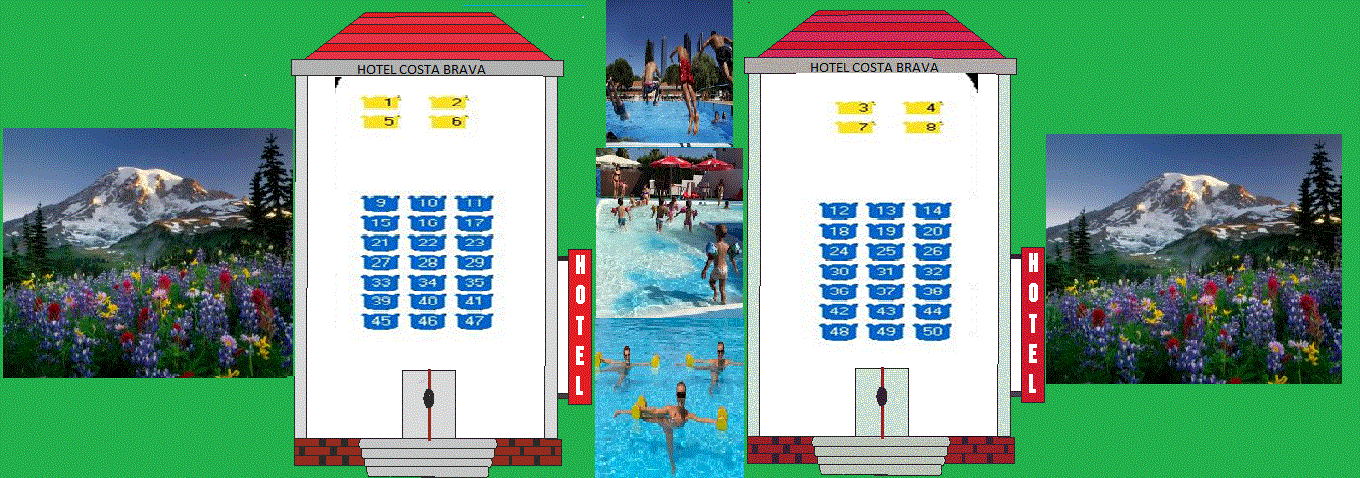 HOTEL COSTA BRAVA
1 2
5 6
9 10 11
15 16 17
21 22 23
27 28 29
33 34 35
39 40 41
45 46 47
HOTEL
HOTEL COSTA BRAVA
3 4
7 8
12 13 14
18 19 20
24 25 26
30 31 32
36 37 38
42 43 44
48 49 50
HOTEL